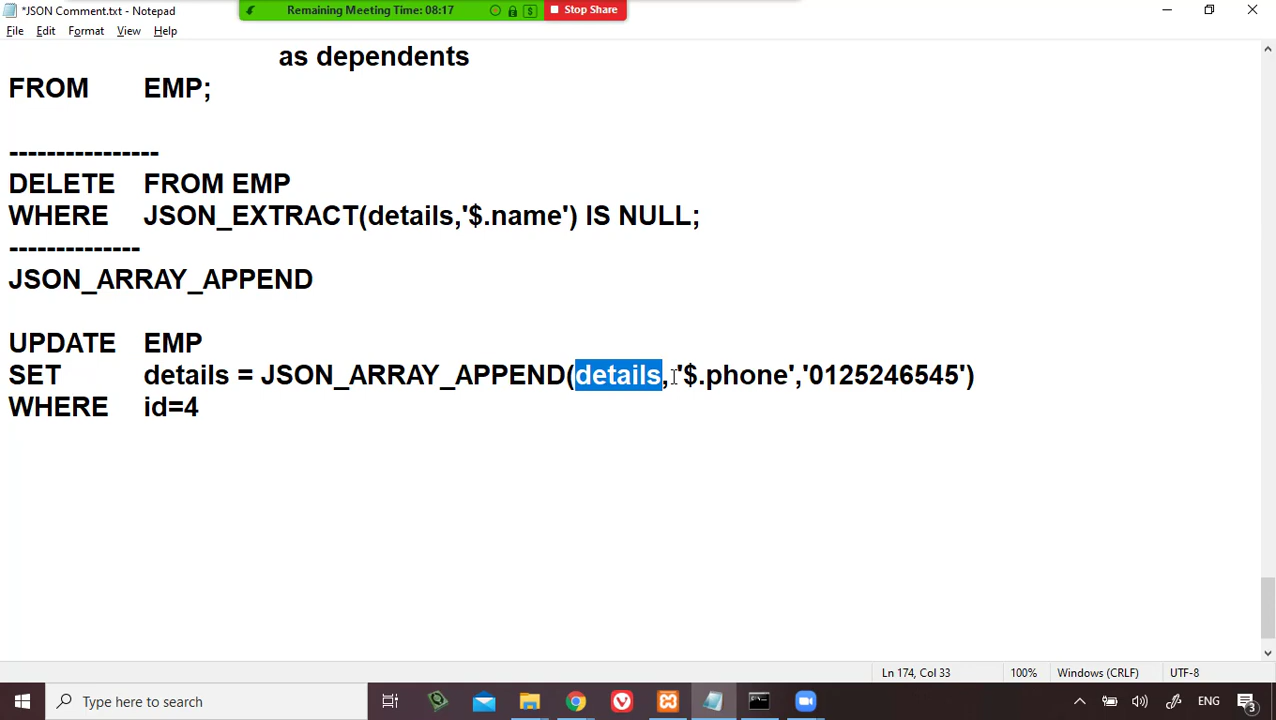 *JSON Comment.txt - Notepad
Remaining Meeting Time: 08:17
$
Stop Share
File Edit Format View Help
as dependents
FROM EMP;
----------------
DELETE FROM EMP
WHERE JSON_EXTRACT(details,'$.name') IS NULL;
--------------
JSON_ARRAY_APPEND
UPDATE EMP
SET details = JSON_ARRAY_APPEND(details,'$.phone','0125246545')
WHERE id=4
Ln 174, Col 33 100% Windows (CRLF) UTF-8
Type here to search
ENG
3